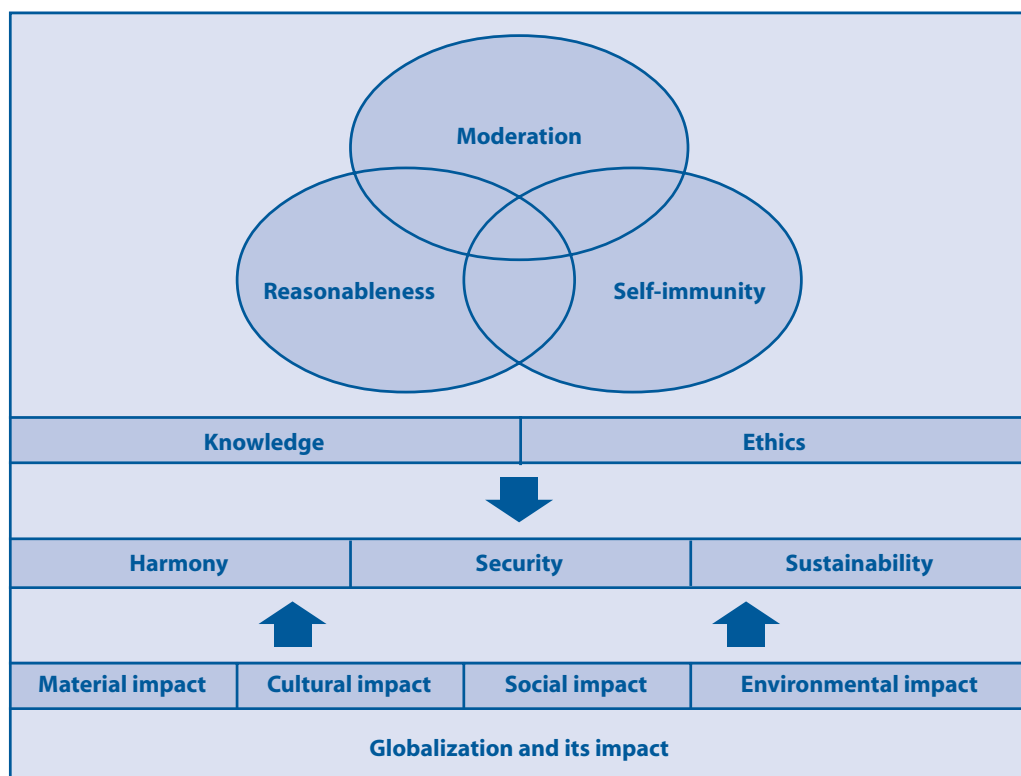 Moderation
Reasonableness
Self-immunity
Knowledge
Ethics
Harmony
Security
Sustainability
Material impact
Cultural impact
Social impact
Environmental impact
Globalization and its impact